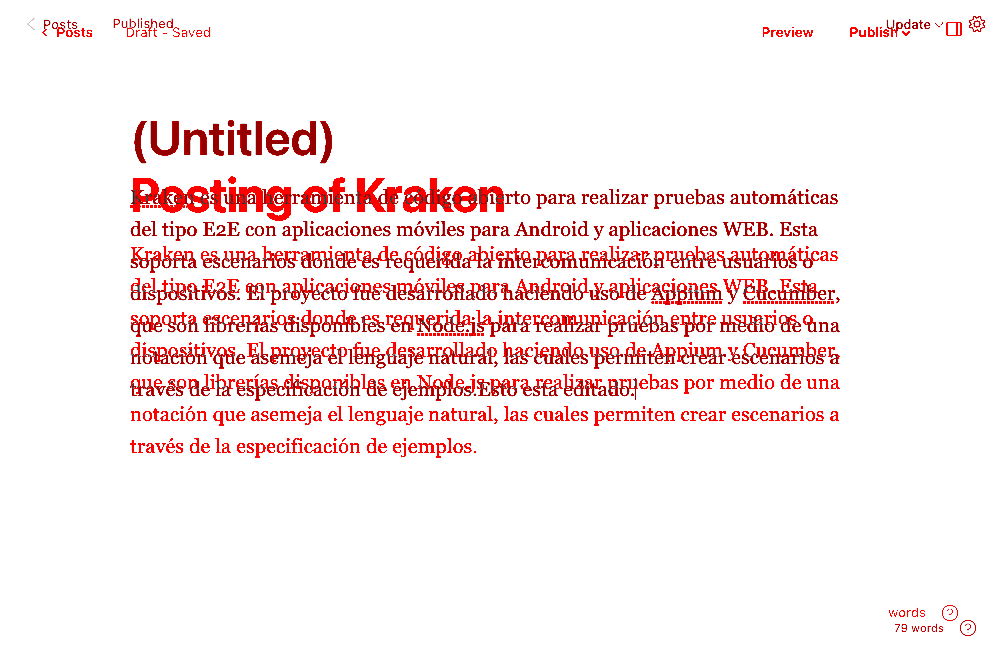 Posts Published Update
Posts Draft - Saved Preview Publish
(Untitled)
Posting of Kraken
Kraken es una herramienta de código abierto para realizar pruebas automáticas
del tipo E2E con aplicaciones móviles para Android y aplicaciones WEB. Esta
Kraken es una herramienta de código abierto para realizar pruebas automáticas
soporta escenarios donde es requerida la intercomunicación entre usuarios o
del tipo E2E con aplicaciones móviles para Android y aplicaciones WEB. Esta
dispositivos. El proyecto fue desarrollado haciendo uso de Appium y Cucumber,
soporta escenarios donde es requerida la intercomunicación entre usuarios o
que son librerías disponibles en Node.js para realizar pruebas por medio de una
dispositivos. El proyecto fue desarrollado haciendo uso de Appium y Cucumber,
notación que asemeja el lenguaje natural, las cuales permiten crear escenarios a
que son librerías disponibles en Node.js para realizar pruebas por medio de una
través de la especificación de ejemplos.Esto está editado.
notación que asemeja el lenguaje natural, las cuales permiten crear escenarios a
través de la especificación de ejemplos.
words
79 words